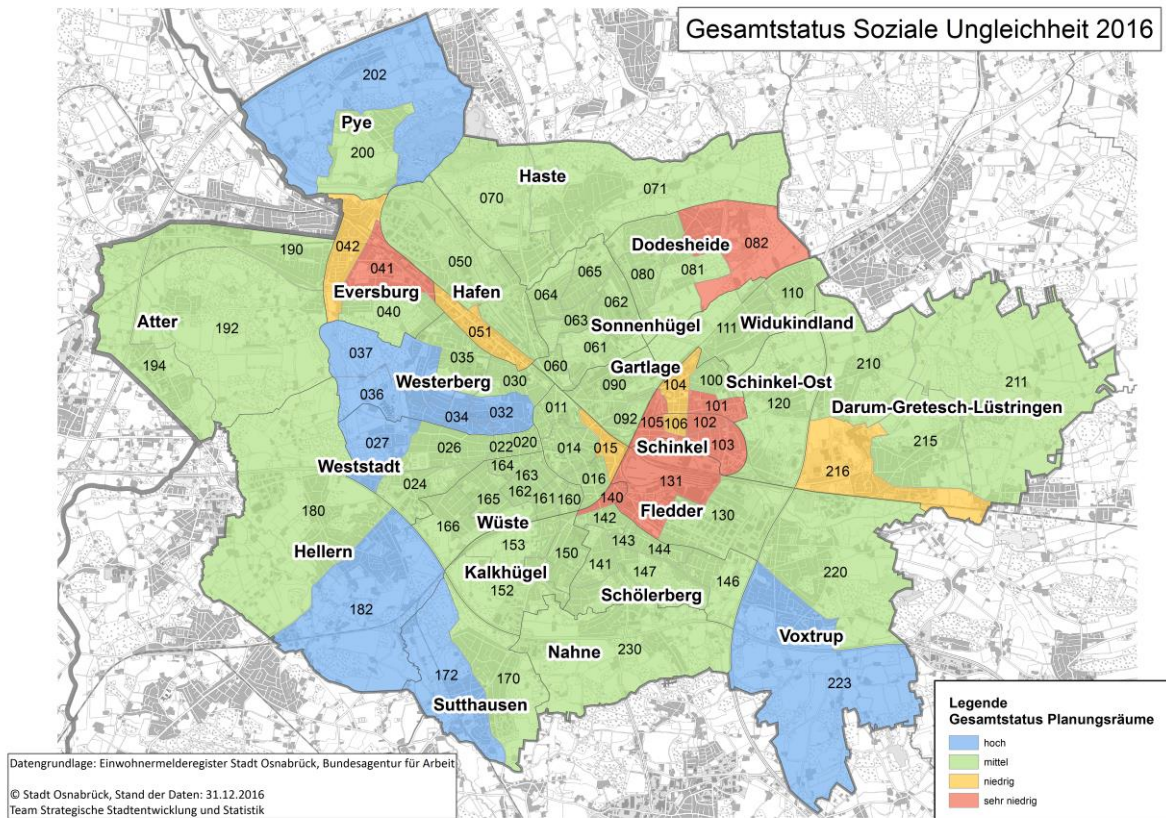 Gesamtstatus Soziale Ungleichheit 2016
202
Pye
200
Haste
071
070
Dodesheide
082
190
042
041
050
065
080
081
Eversburg
Hafen
064
062
110
040
Atter
192
051
063
Sonnenhügel
111
Widukindland
037
035
061
194
Westerberg
060
Gartlage
210
211
030
090
104
100
Schinkel-Ost
036
034
032
011
101
120
Darum-Gretesch-Lüstringen
092
105
106
102
027
026
022
020
014
015
Schinkel
103
215
Weststadt
164
163
016
216
024
165
162
161
160
140
131
180
166
Wüste
142
Fledder
130
Hellern
153
150
143
144
Kalkhügel
141
147
146
220
152
Schölerberg
182
Voxtrup
Nahne
230
172
170
223
Sutthausen
Legende
Gesamtstatus Planungsräume
hoch
mittel
niedrig
sehr niedrig
Datengrundlage: Einwohnermelderegister Stadt Osnabrück, Bundesagentur für Arbeit
© Stadt Osnabrück, Stand der Daten: 31.12.2016
Team Strategische Stadtentwicklung und Statistik